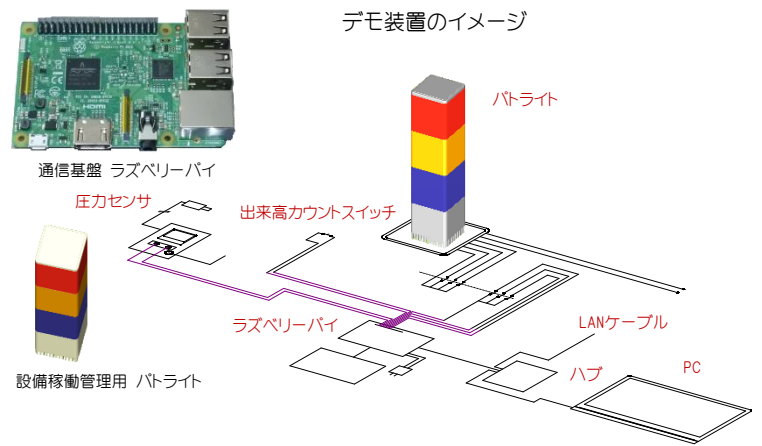 デモ装置のイメージ
パトライト
HDMI
通信基盤 ラズベリーパイ
圧力センサ
出来高カウントスイッチ
ラズベリーパイ
LANケーブル
ハブ
PC
設備稼働管理用 パトライト